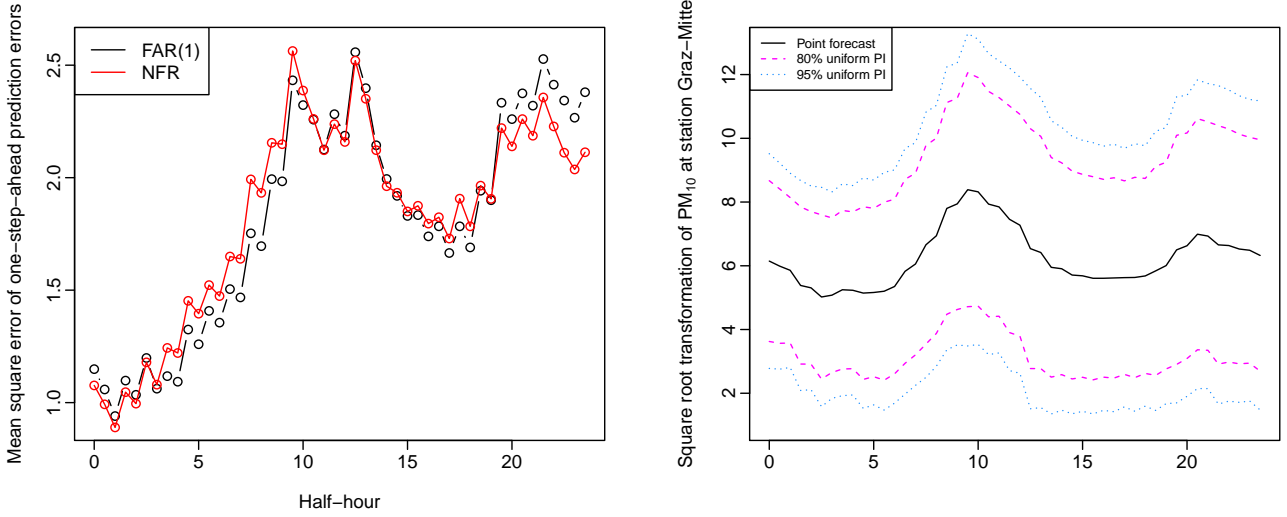 Mean square error of one-step-ahead prediction errors
FAR(1)
NFR
2.5
2.0
1.5
1.0
0 5 10 15 20
Half-hour
Square root transformation of PM10 at station Graz-Mitte
Point forecast
80% uniform PI
95% uniform PI
12
10
8
6
4
2
0 5 10 15 20